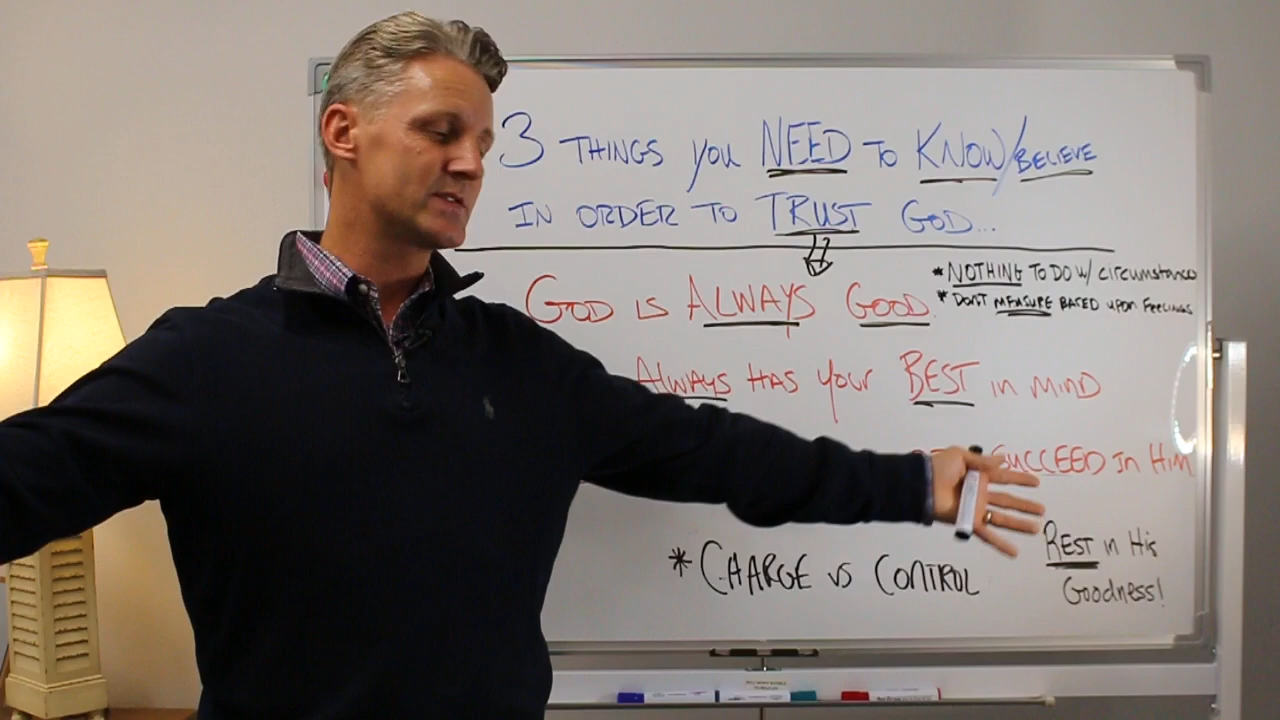 3 THINGS YOU NEED TO KNOW/BELIEVE
IN ORDER TO TRUST GOD...
GOD IS ALWAYS GOOD.
* NOTHING TO DO W/ CIRCUMSTANCES
* DON'T MEASURE BASED UPON FEELINGS
ALWAYS HAS YOUR BEST IN MIND
SUCCEED IN HIM
* CHARGE VS CONTROL
REST IN HIS
GOODNESS!